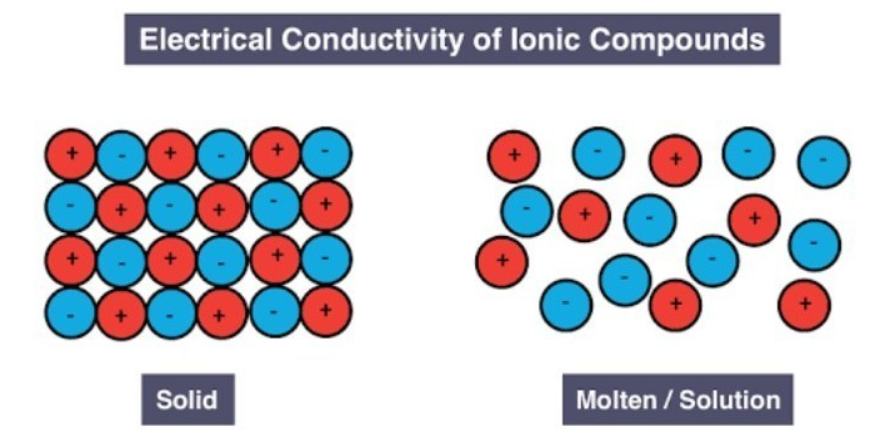 Electrical Conductivity of Ionic Compounds
+ - + - + -
- + - + - +
+ - + - + -
- + - + - +
Solid
+ - + - -
- + - + -
+ - -
- + +
Molten / Solution